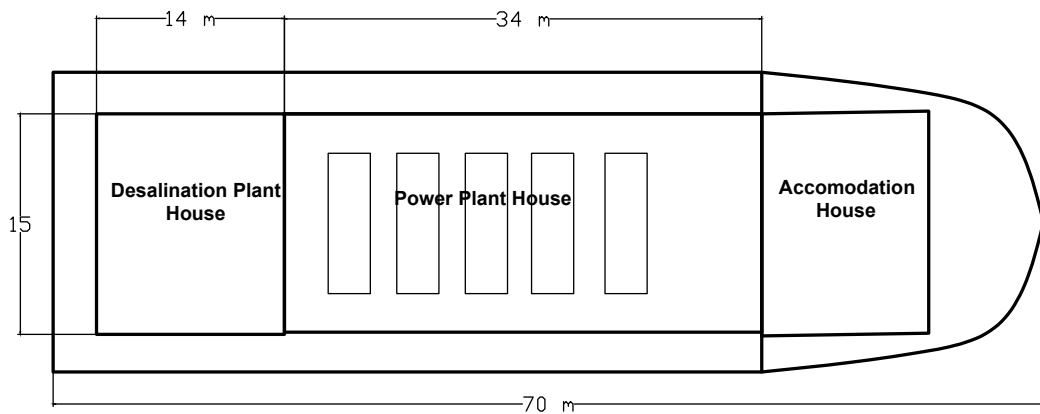 14 m
34 m
Desalination Plant
House
Power Plant House
Accomodation
House
15
70 m